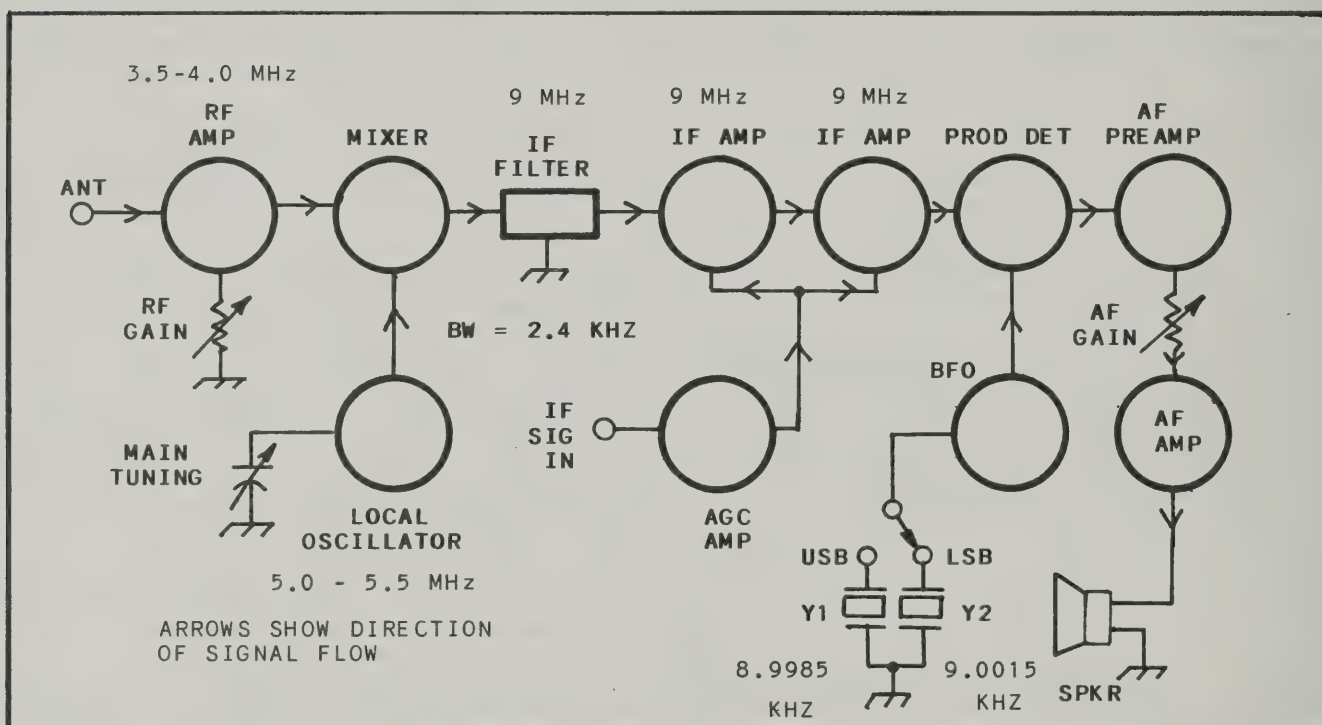 3.5-4.0 MHz
RF
AMP
MIXER
9 MHz
IF
FILTER
9 MHz
IF AMP
9 MHz
IF AMP
PROD DET
AF
PREAMP
ANT
RF
GAIN
BW = 2.4 KHZ
AF
GAIN
MAIN
TUNING
LOCAL
OSCILLATOR
5.0 - 5.5 MHz
IF
SIG
IN
AGC
AMP
BFO
AF
AMP
USB
LSB
Y1
Y2
8.9985
KHZ
9.0015
KHZ
SPKR
ARROWS SHOW DIRECTION
OF SIGNAL FLOW